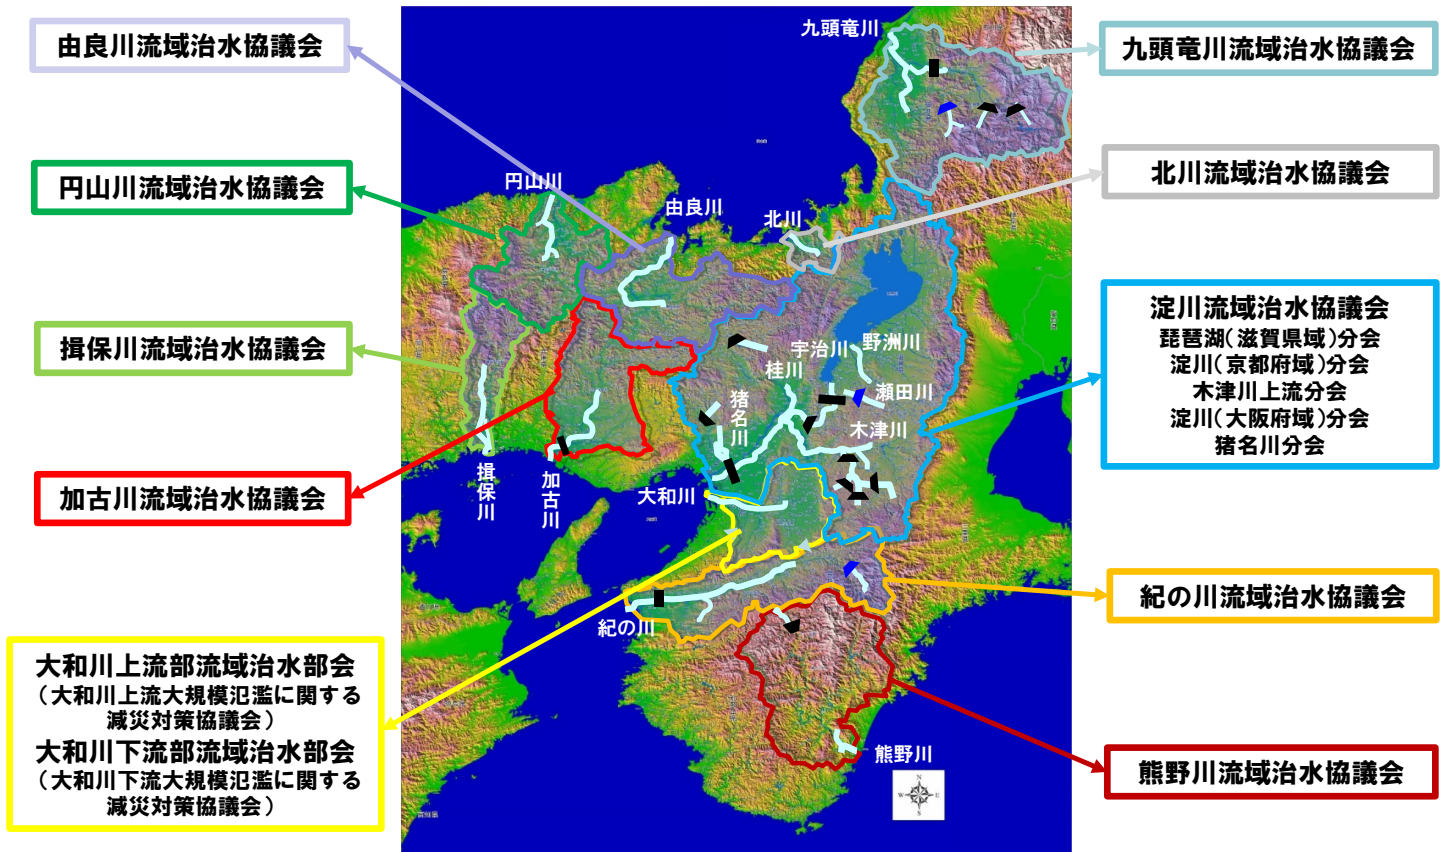 由良川流域治水協議会
円山川流域治水協議会
揖保川流域治水協議会
加古川流域治水協議会
大和川上流部流域治水部会
（大和川上流大規模氾濫に関する
減災対策協議会）
大和川下流部流域治水部会
（大和川下流大規模氾濫に関する
減災対策協議会）
九頭竜川
円山川
由良川
北川
宇治川
野洲川
桂川
瀬田川
猪名川
木津川
揖保川
加古川
大和川
紀の川
熊野川
N
W
E
S
九頭竜川流域治水協議会
北川流域治水協議会
淀川流域治水協議会
琵琶湖（滋賀県域）分会
淀川（京都府域）分会
木津川上流分会
淀川（大阪府域）分会
猪名川分会
紀の川流域治水協議会
熊野川流域治水協議会